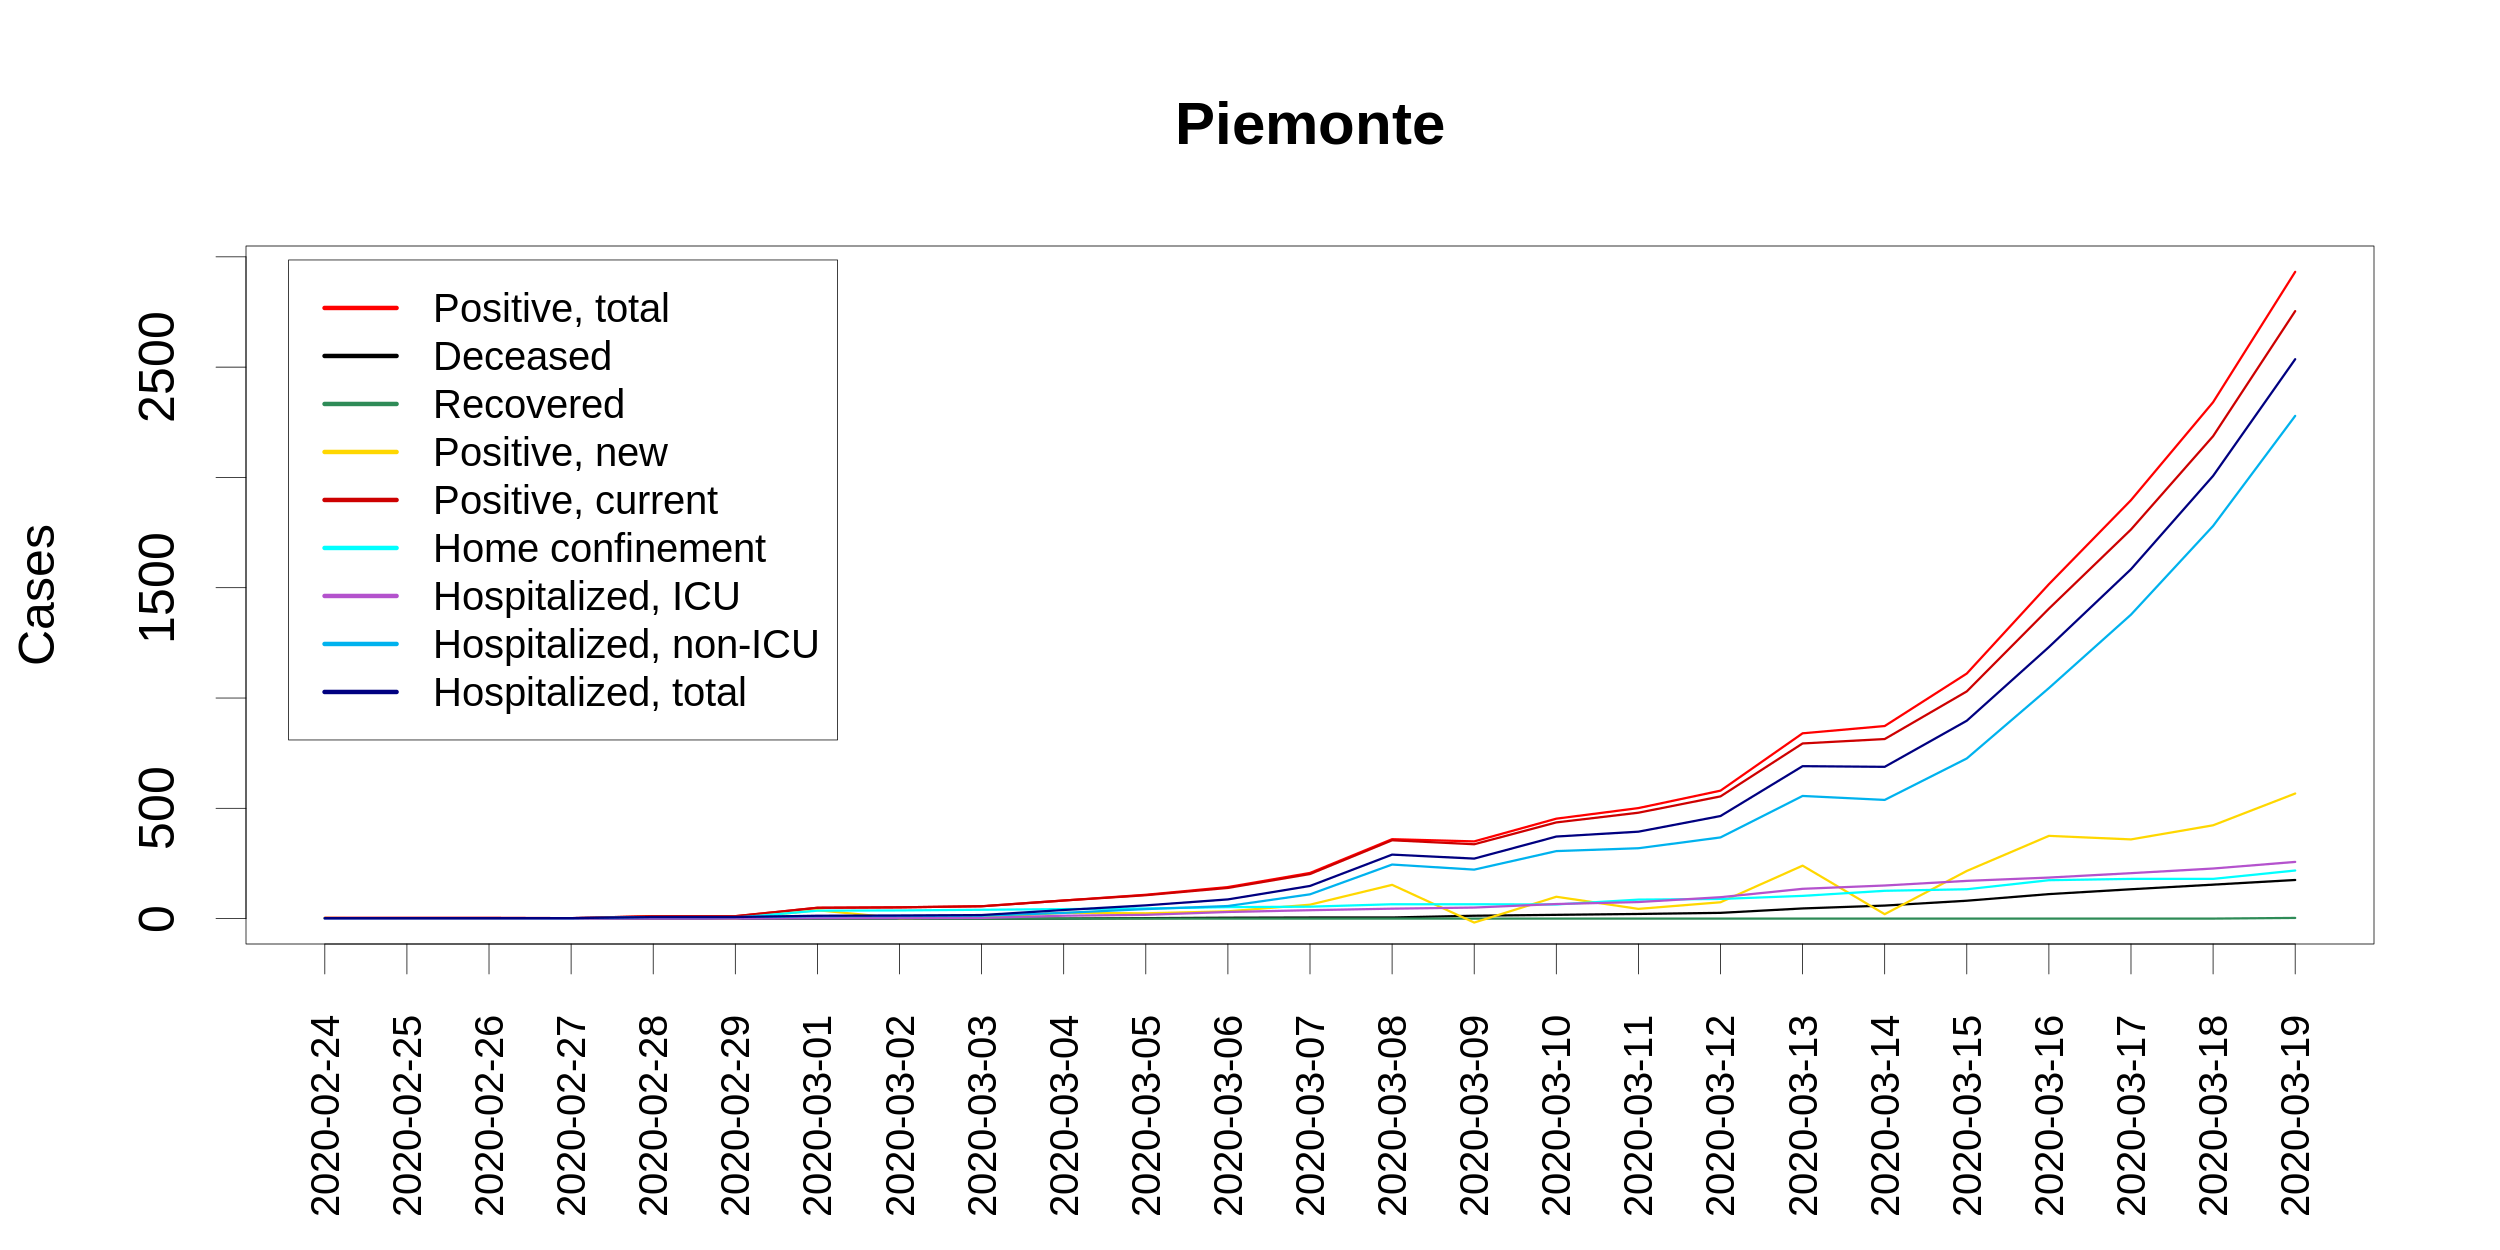 Piemonte
Cases
2500
1500
500
0
Positive, total
Deceased
Recovered
Positive, new
Positive, current
Home confinement
Hospitalized, ICU
Hospitalized, non-ICU
Hospitalized, total
2020-02-24
2020-02-25
2020-02-26
2020-02-27
2020-02-28
2020-02-29
2020-03-01
2020-03-02
2020-03-03
2020-03-04
2020-03-05
2020-03-06
2020-03-07
2020-03-08
2020-03-09
2020-03-10
2020-03-11
2020-03-12
2020-03-13
2020-03-14
2020-03-15
2020-03-16
2020-03-17
2020-03-18
2020-03-19